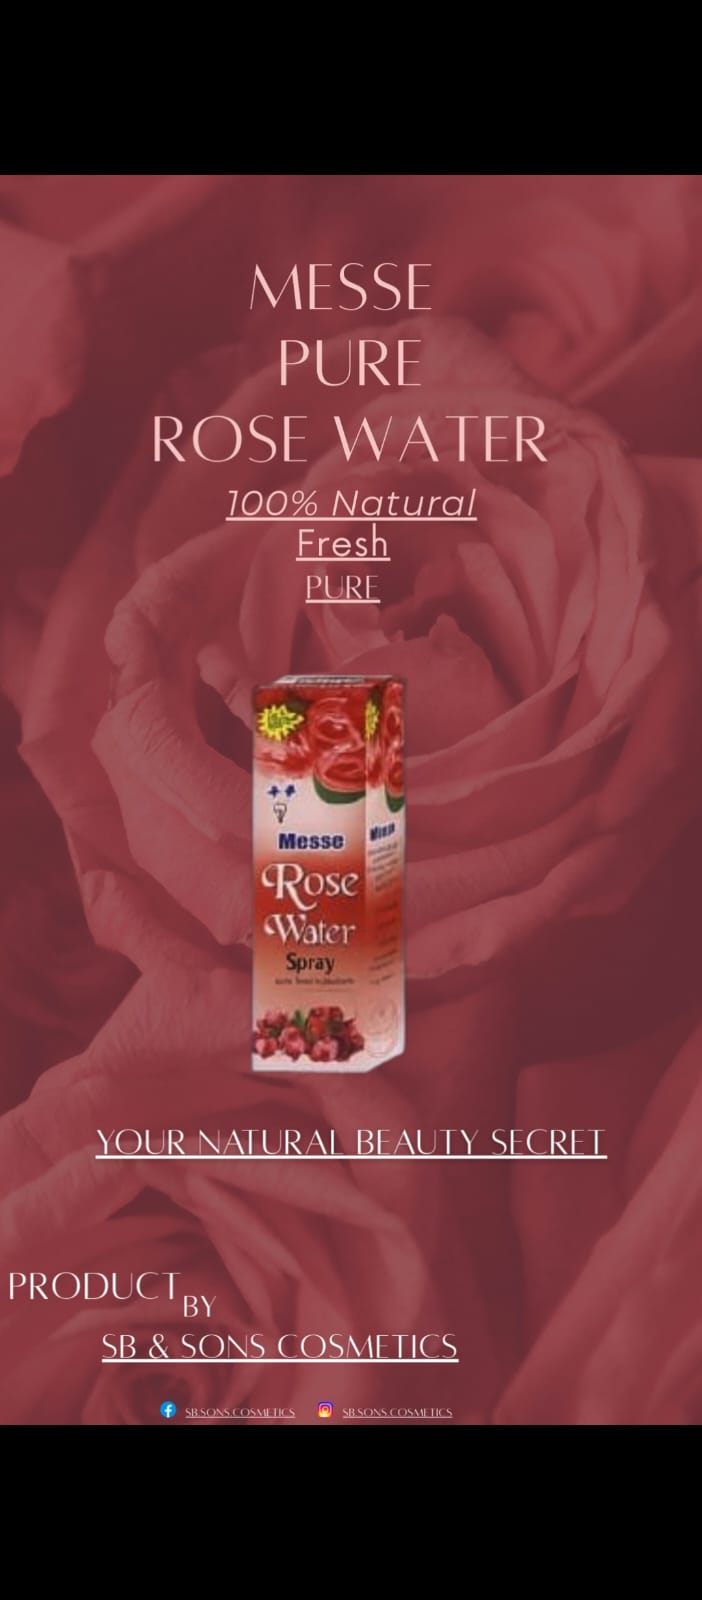 MESSE
PURE
ROSE WATER
100% Natural
Fresh
PURE
Messe
Rose
Water
Spray
YOUR NATURAL BEAUTY SECRET
PRODUCT
BY
SB & SONS COSMETICS
SB.SONS.COSMETICS SB.SONS.COSMETICS